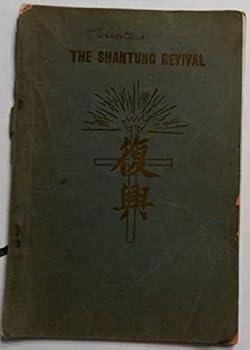 THE SHANTUNG REVIVAL
復
興